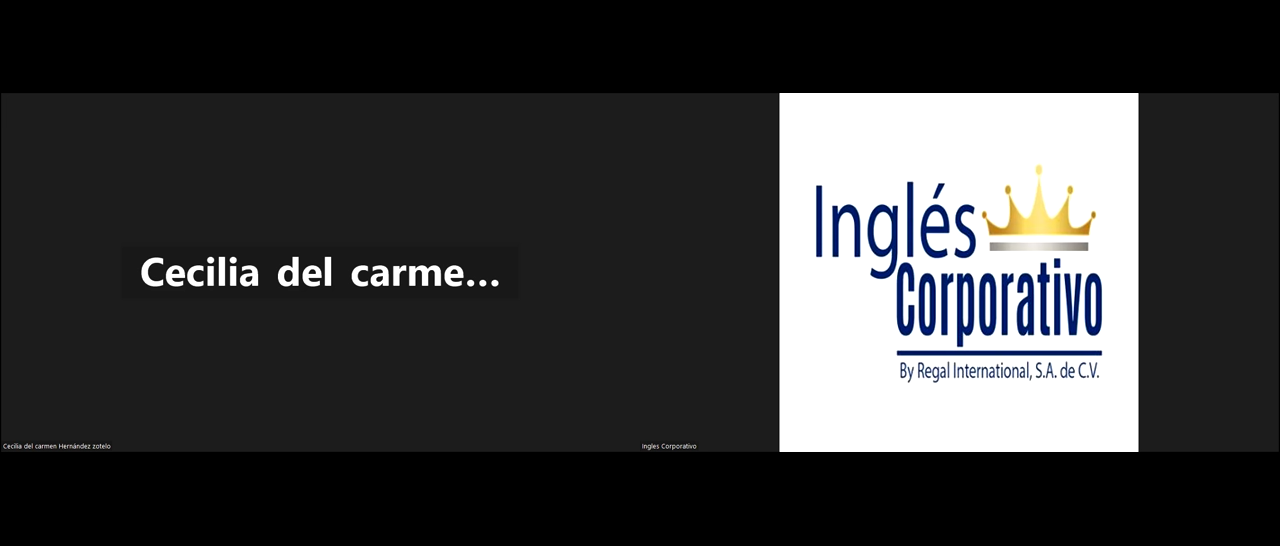 Cecilia del carme...
Cecilia del carmen Hernández zotelo
Inglés
Corporativo
By Regal International, S.A. de C.V.
Ingles Corporativo